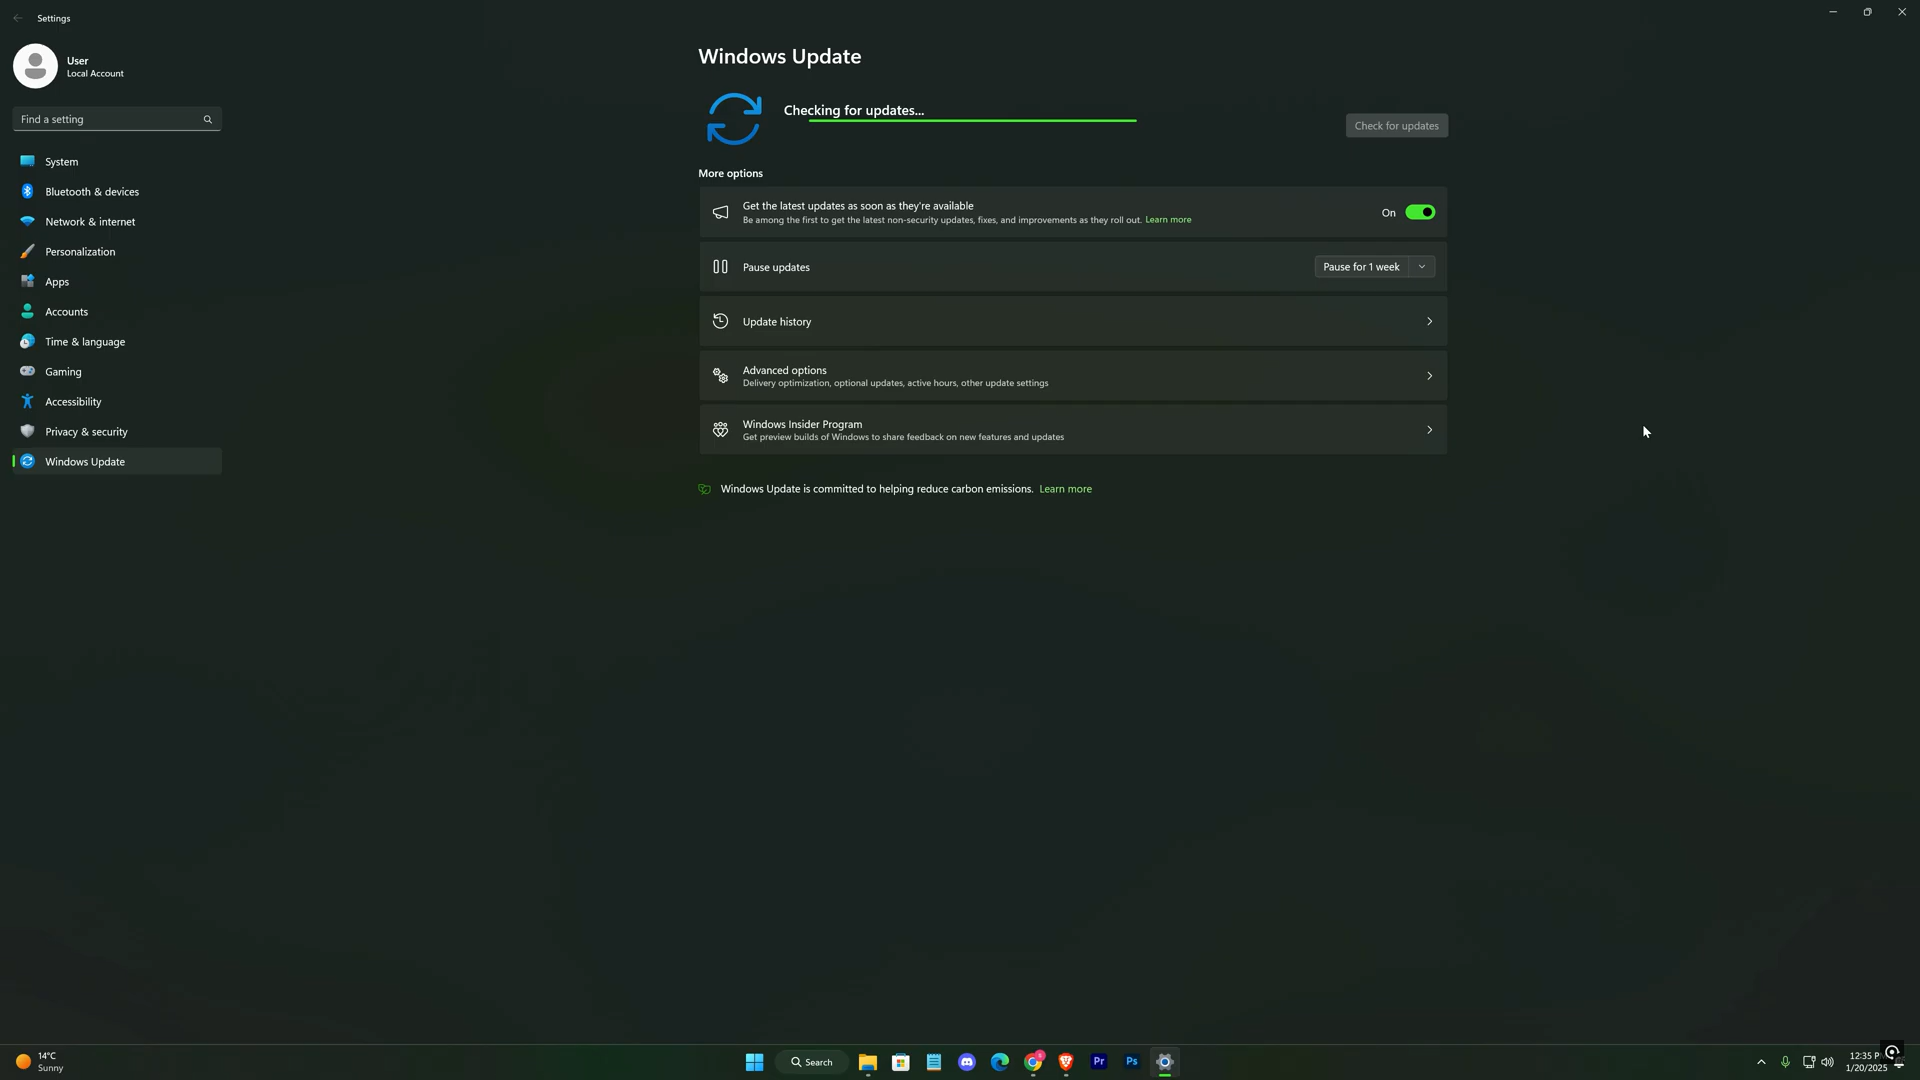 Settings
User
Local Account
Find a setting
System
Bluetooth & devices
Network & internet
Personalization
Apps
Accounts
Time & language
Gaming
Accessibility
Privacy & security
Windows Update
Windows Update
Checking for updates...
Check for updates
More options
Get the latest updates as soon as they're available
Be among the first to get the latest non-security updates, fixes, and improvements as they roll out. Learn more
On
Pause updates
Pause for 1 week
Update history
Advanced options
Delivery optimization, optional updates, active hours, other update settings
Windows Insider Program
Get preview builds of Windows to share feedback on new features and updates
Windows Update is committed to helping reduce carbon emissions. Learn more
14°C
Sunny
Search
Pr
Ps
12:35 P
1/20/2025